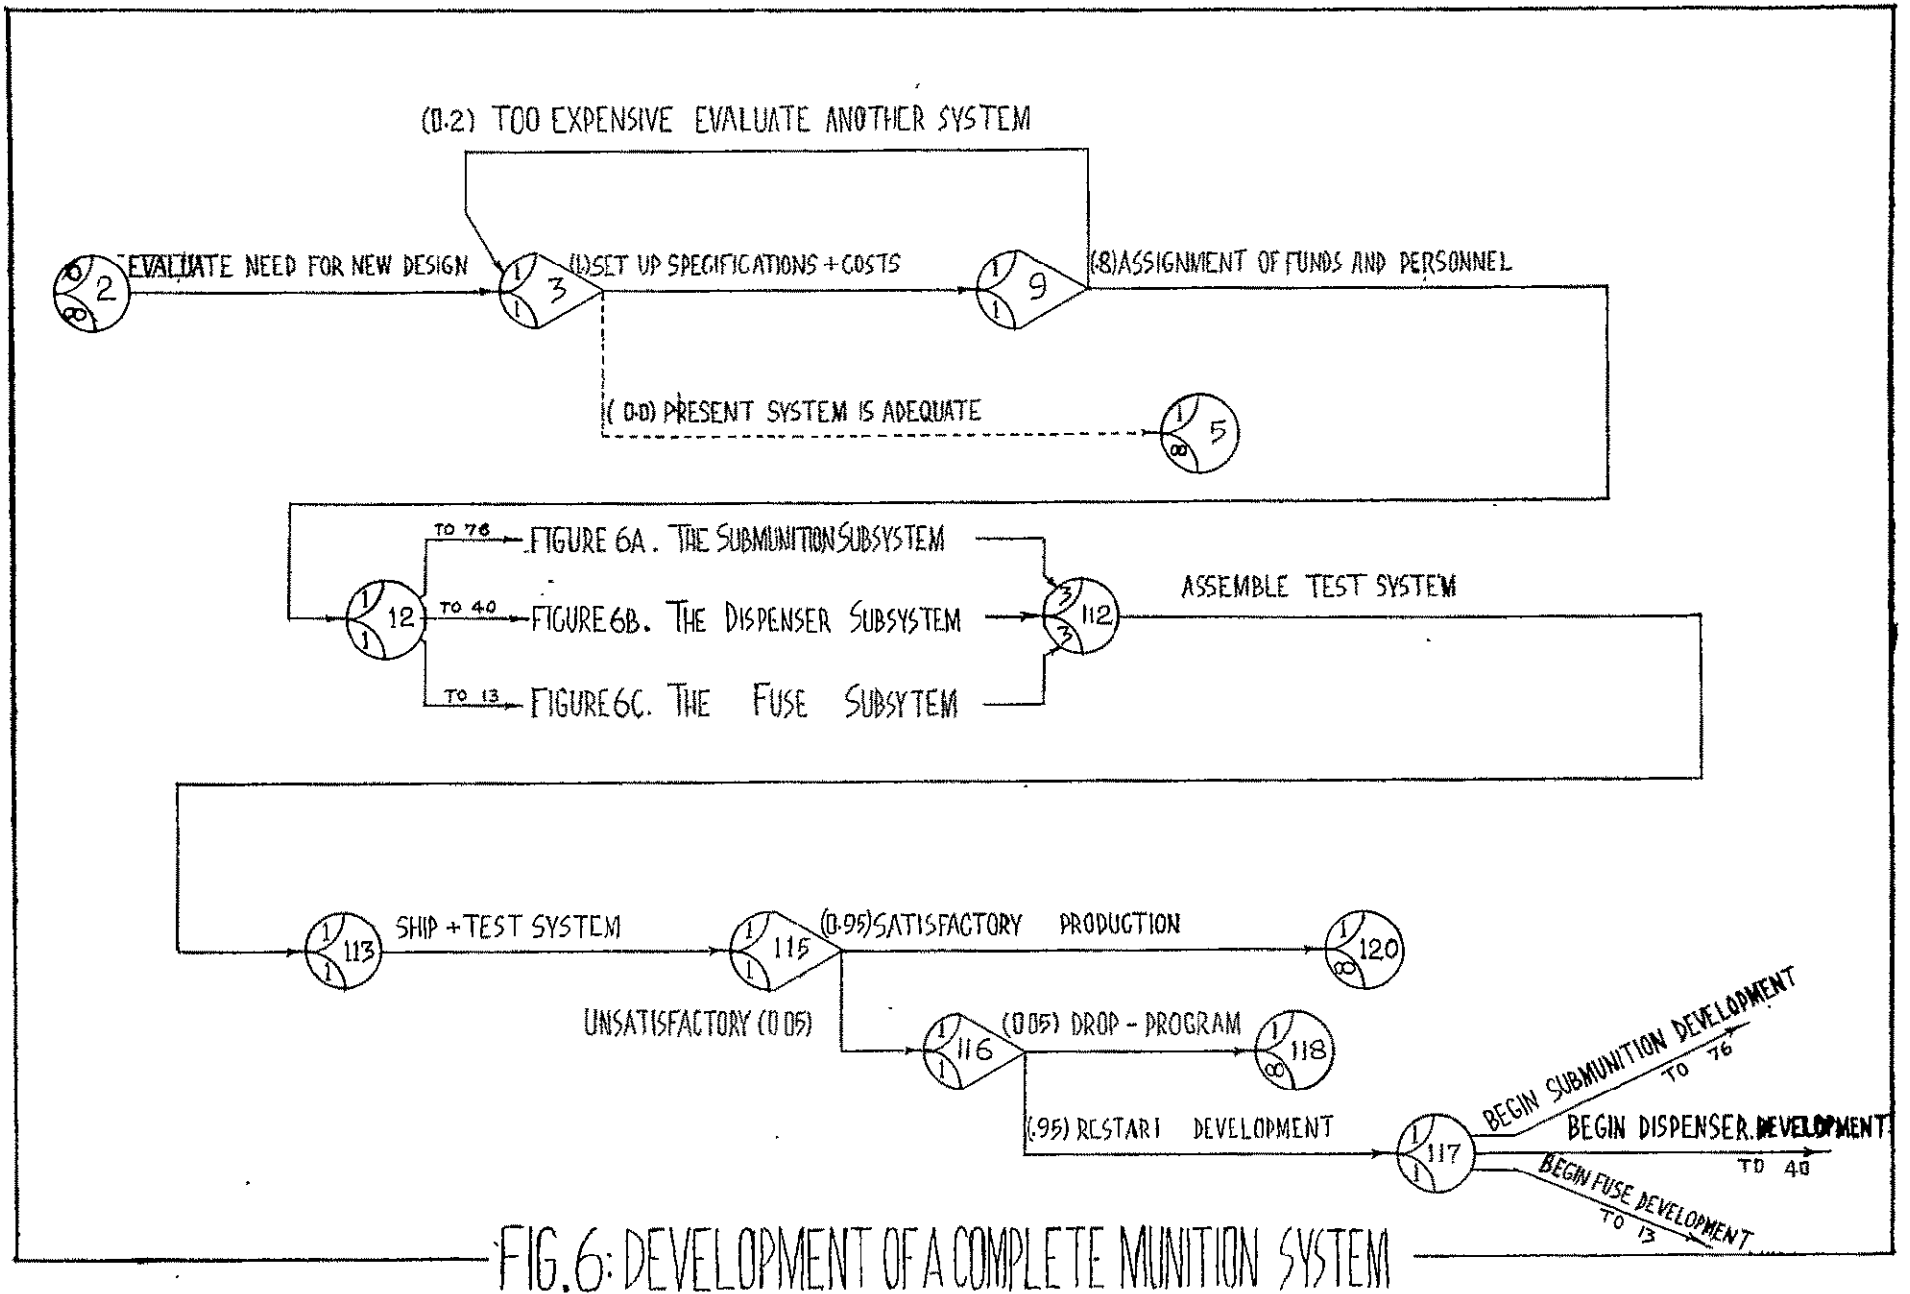 (0.2) TOO EXPENSIVE EVALUATE ANOTHER SYSTEM
0 2 ∞
EVALUATE NEED FOR NEW DESIGN
1 3 1
(1.) SET UP SPECIFICATIONS + COSTS
1 9 1
(.8) ASSIGNMENT OF FUNDS AND PERSONNEL
(0.0) PRESENT SYSTEM IS ADEQUATE
1 5 ∞
TO 76
FIGURE 6A. THE SUBMUNITION SUBSYSTEM
1 12 1
TO 40
FIGURE 6B. THE DISPENSER SUBSYSTEM
3 112 3
ASSEMBLE TEST SYSTEM
TO 13
FIGURE 6C. THE FUSE SUBSYTEM
1 113 1
SHIP + TEST SYSTEM
1 115 1
(0.95) SATISFACTORY PRODUCTION
1 120 ∞
UNSATISFACTORY (0 05)
1 116 1
(0 05) DROP - PROGRAM
1 118 ∞
(.95) RESTART DEVELOPMENT
1 117 1
BEGIN SUBMUNITION DEVELOPMENT
TO 76
BEGIN DISPENSER DEVELOPMENT
TO 40
BEGIN FUSE DEVELOPMENT
TO 13
FIG.6: DEVELOPMENT OF A COMPLETE MUNITION SYSTEM